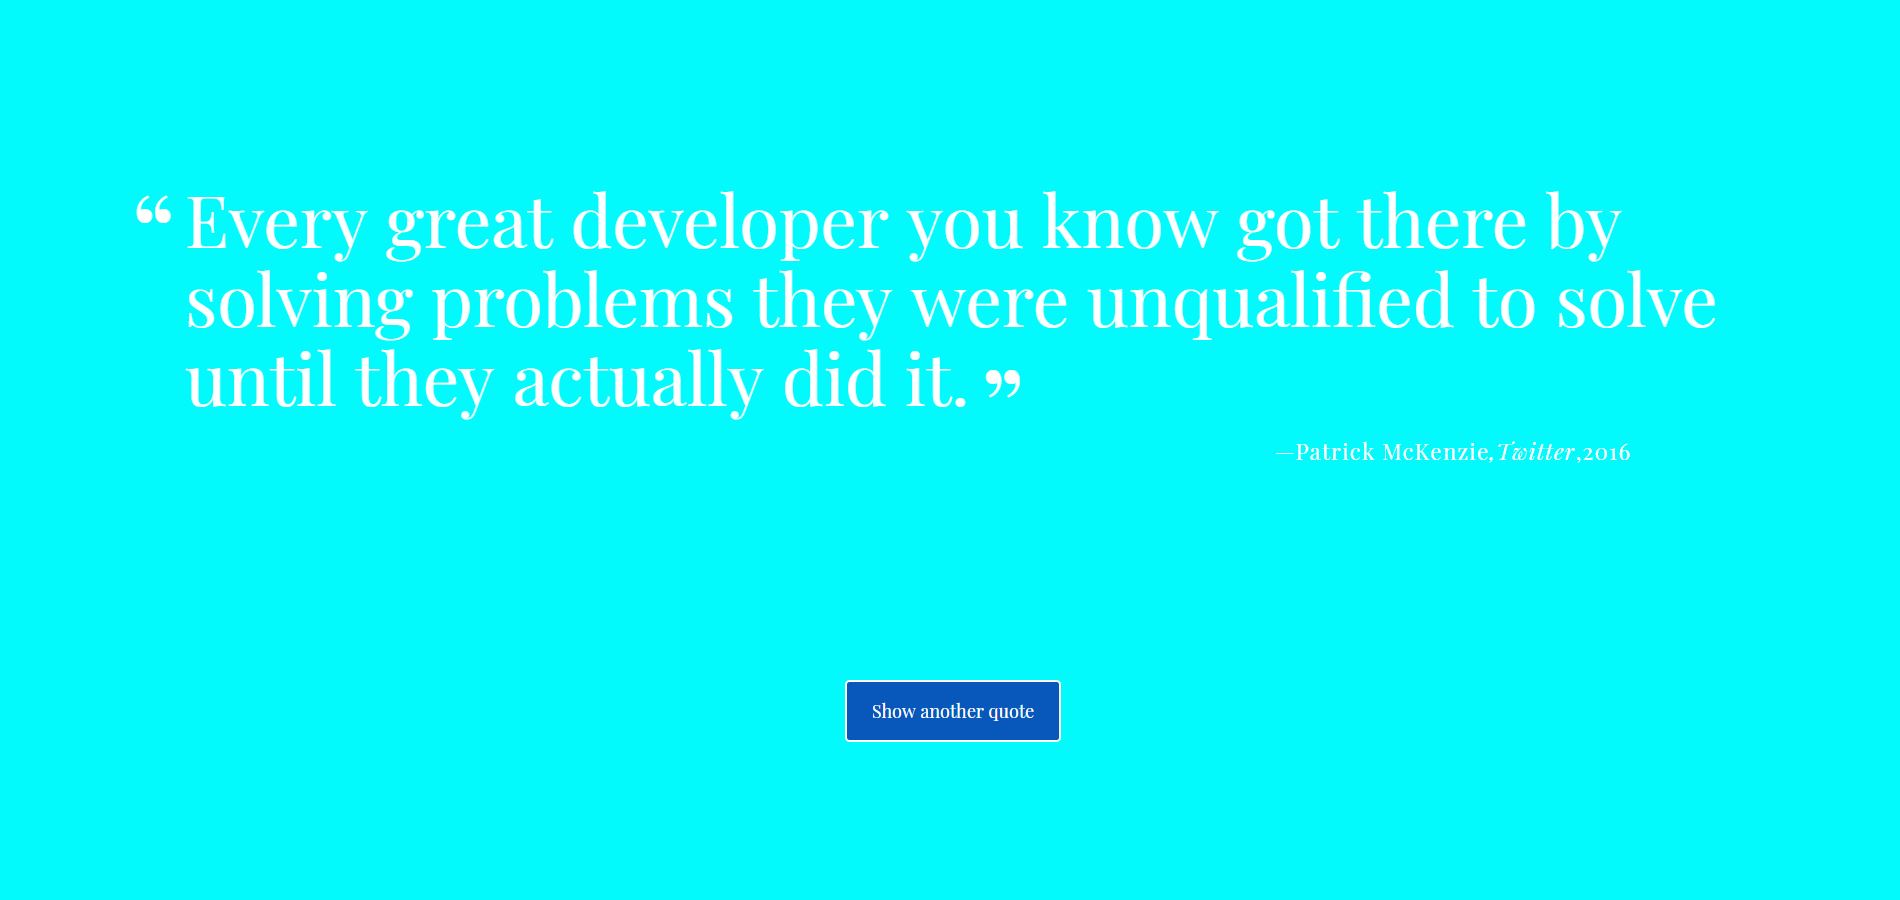 “Every great developer you know got there by
solving problems they were unqualified to solve
until they actually did it.”
—Patrick McKenzie,Twitter,2016
Show another quote